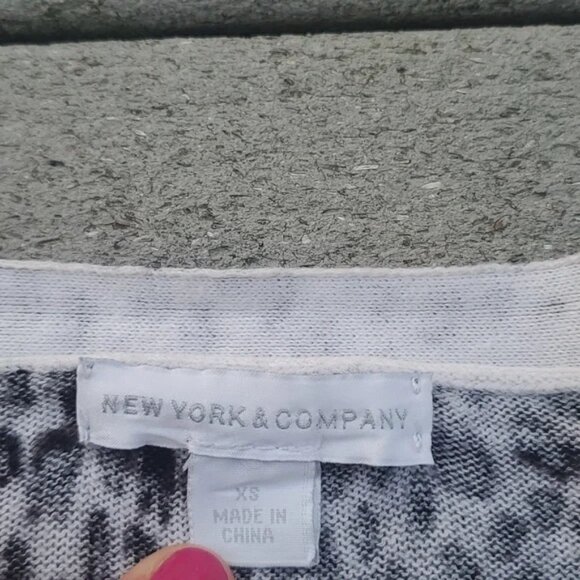 NEW YORK & COMPANY
XS
MADE IN
CHINA